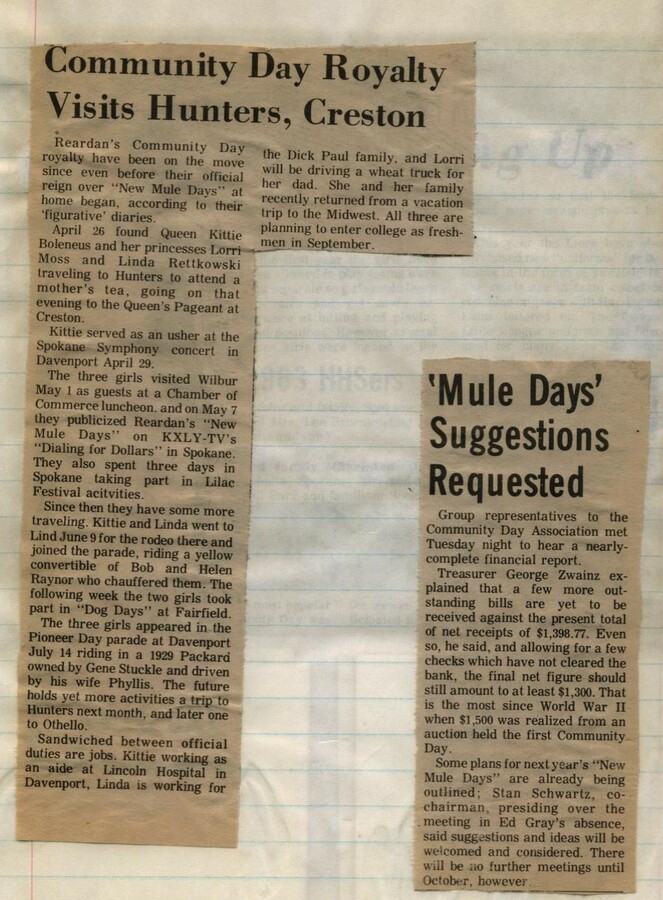 Community Day Royalty
Visits Hunters, Creston
Reardan's Community Day
royalty have been on the move
since even before their official
reign over "New Mule Days" at
home began, according to their
'figurative' diaries.
April 26 found Queen Kittie
Boleneus and her princesses Lorri
Moss and Linda Rettkowski
traveling to Hunters to attend a
mother's tea, going on that
evening to the Queen's Pageant at
Creston.
Kittie served as an usher at the
Spokane Symphony concert in
Davenport April 29.
The three girls visited Wilbur
May 1 as guests at a Chamber of
Commerce luncheon. and on May 7
they publicized Reardan's "New
Mule Days" on KXLY-TV's
"Dialing for Dollars" in Spokane.
They also spent three days in
Spokane taking part in Lilac
Festival acitvities.
Since then they have some more
traveling. Kittie and Linda went to
Lind June 9 for the rodeo there and
joined the parade, riding a yellow
convertible of Bob and Helen
Raynor who chauffered them. The
following week the two girls took
part in "Dog Days" at Fairfield.
The three girls appeared in the
Pioneer Day parade at Davenport
July 14 riding in a 1929 Packard
owned by Gene Stuckle and driven
by his wife Phyllis. The future
holds yet more activities a trip to
Hunters next month, and later one
to Othello.
Sandwiched between official
duties are jobs. Kittie working as
an aide at Lincoln Hospital in
Davenport, Linda is working for
the Dick Paul family, and Lorri
will be driving a wheat truck for
her dad. She and her family
recently returned from a vacation
trip to the Midwest. All three are
planning to enter college as fresh-
men in September.
'Mule Days'
Suggestions
Requested
Group representatives to the
Community Day Association met
Tuesday night to hear a nearly-
complete financial report.
Treasurer George Zwainz ex-
plained that a few more out-
standing bills are yet to be
received against the present total
of net receipts of $1,398.77. Even
so, he said, and allowing for a few
checks which have not cleared the
bank, the final net figure should
still amount to at least $1,300. That
is the most since World War II
when $1,500 was realized from an
auction held the first Community
Day.
Some plans for next year's "New
Mule Days" are already being
outlined; Stan Schwartz, co-
chairman, presiding over the
meeting in Ed Gray's absence,
said suggestions and ideas will be
welcomed and considered. There
will be no further meetings until
October, however.